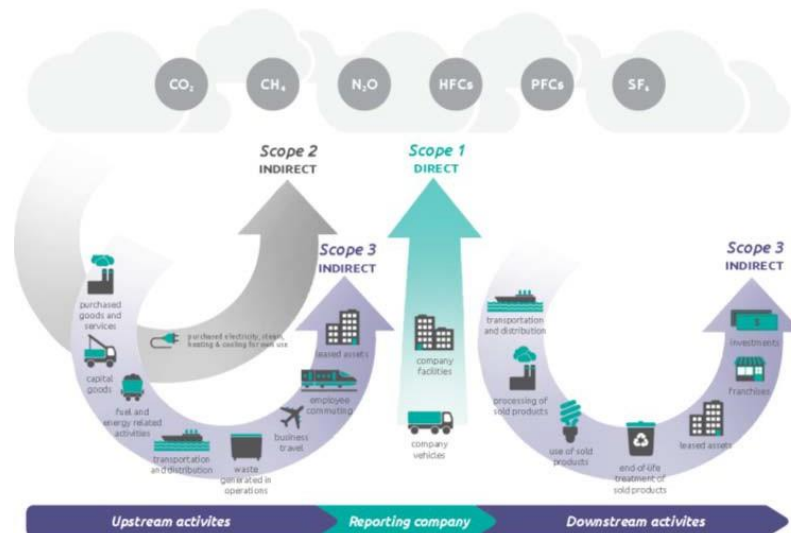 CO₂ CH₄ N₂O HFCs PFCs SF₆
Scope 2
INDIRECT
Scope 1
DIRECT
Scope 3
INDIRECT
Scope 3
INDIRECT
purchased
goods and
services
capital
goods
fuel and
energy related
activities
transportation
and distribution
waste
generated in
operations
business
travel
employee
commuting
leased assets
purchased electricity, steam,
heating & cooling for own use
company
facilities
company
vehicles
transportation
and distribution
processing of
sold products
use of sold
products
end-of-life
treatment of
sold products
leased assets
franchises
$
investments
Upstream activites
Reporting company
Downstream activites